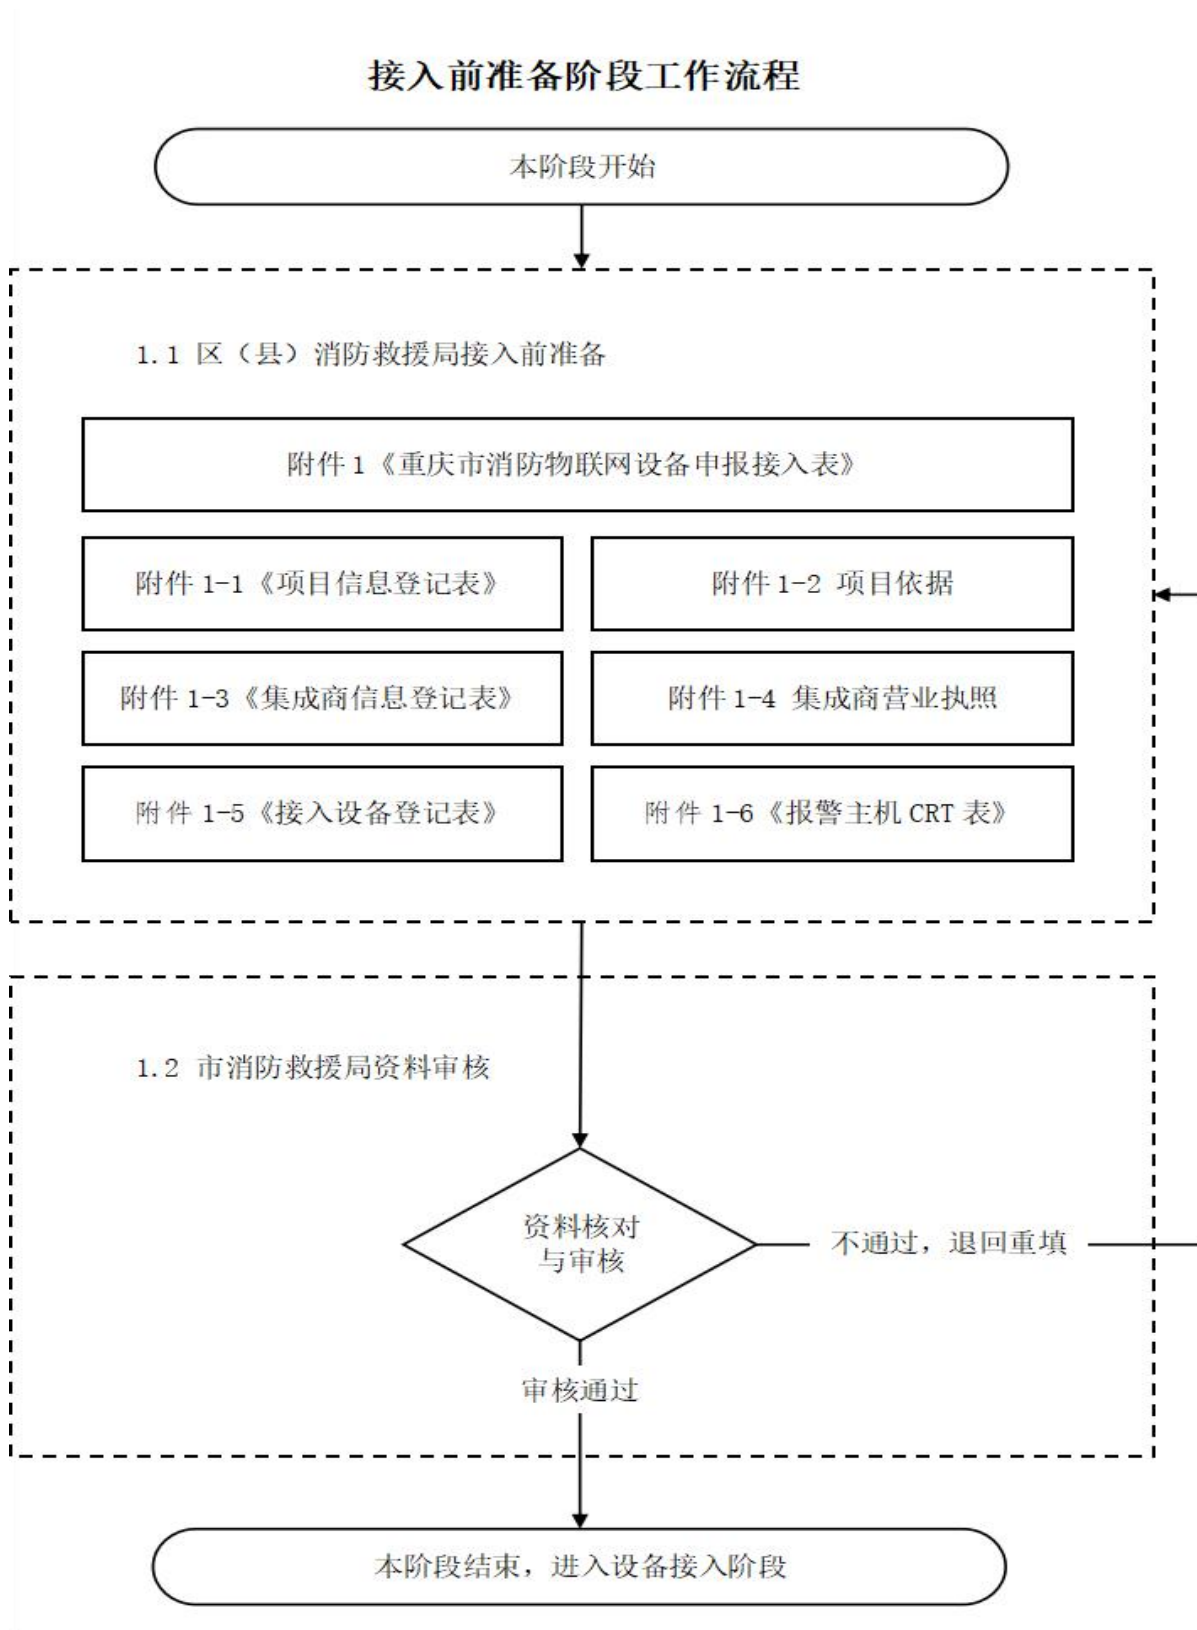 接入前准备阶段工作流程
本阶段开始
1.1 区（县）消防救援局接入前准备
附件1《重庆市消防物联网设备申报接入表》
附件1-1《项目信息登记表》
附件1-2 项目依据
附件1-3《集成商信息登记表》
附件1-4 集成商营业执照
附件1-5《接入设备登记表》
附件1-6《报警主机CRT表》
1.2 市消防救援局资料审核
资料核对
与审核
不通过，退回重填
审核通过
本阶段结束，进入设备接入阶段